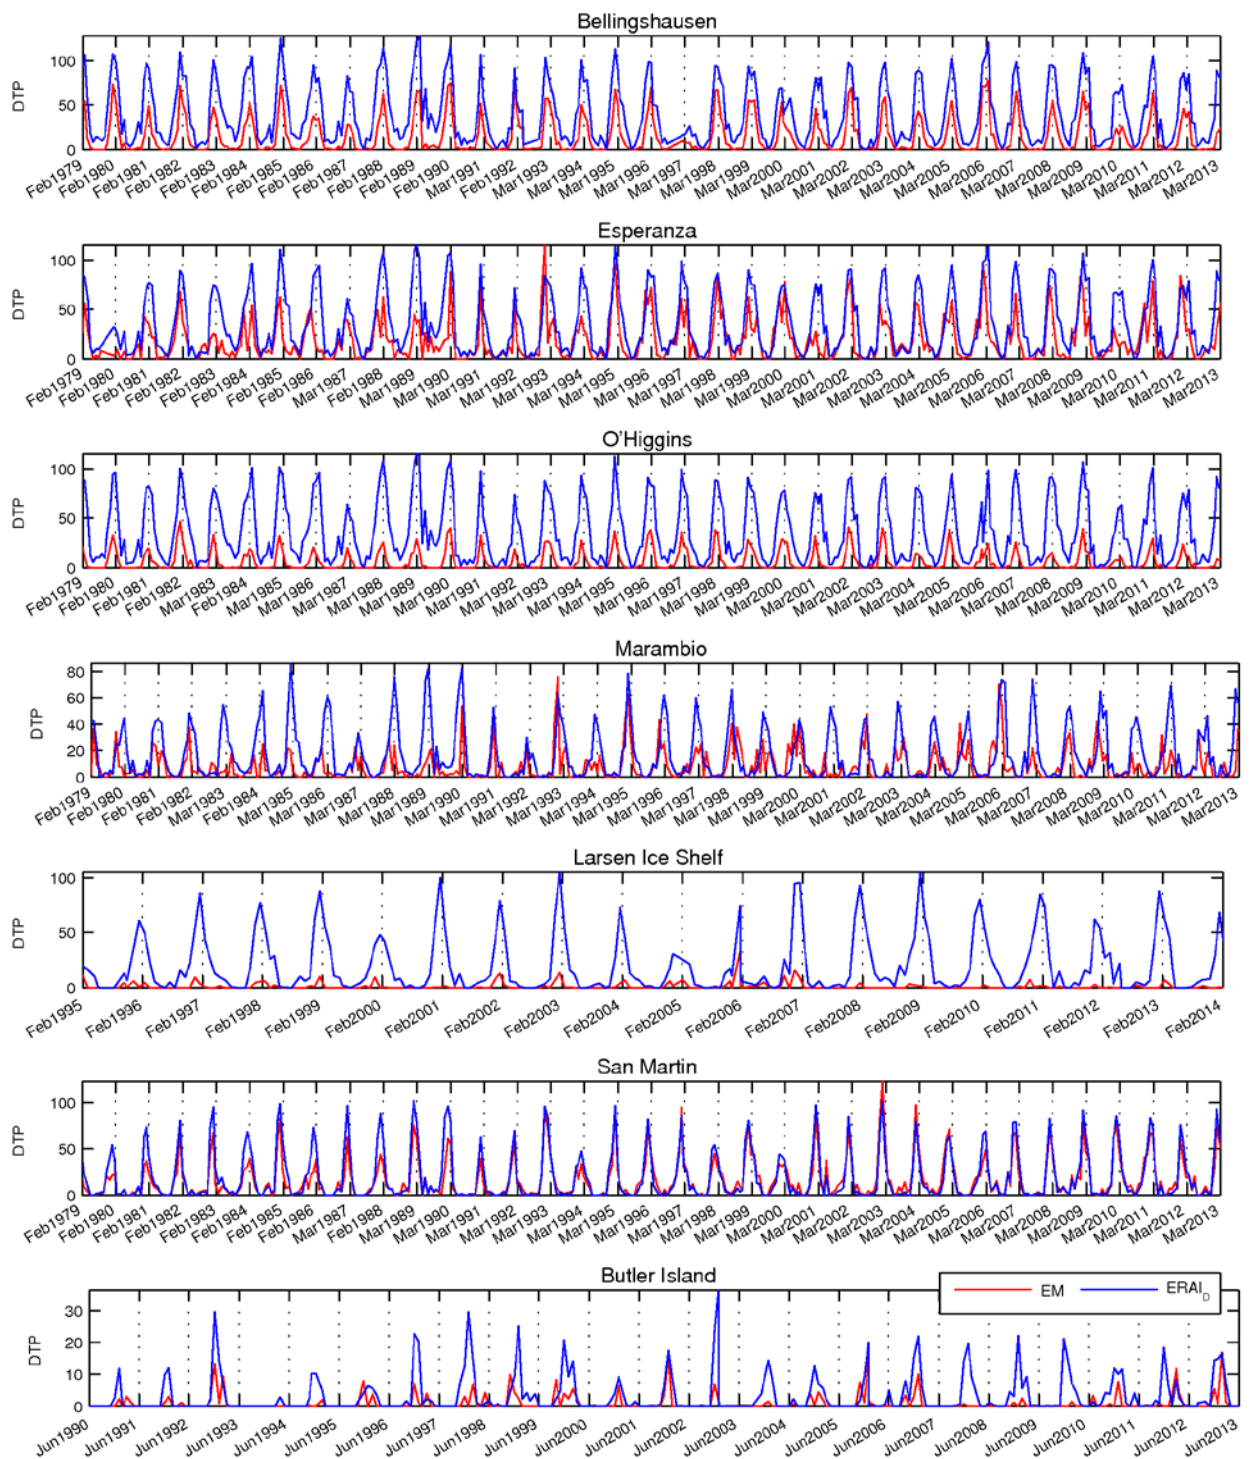 Bellingshausen
DTP
100
50
0
Feb1979 Feb1980 Feb1981 Feb1982 Feb1983 Feb1984 Feb1985 Feb1986 Feb1987 Feb1988 Feb1989 Feb1990 Mar1991 Feb1992 Mar1993 Mar1994 Mar1995 Mar1996 Mar1997 Mar1998 Mar1999 Mar2000 Mar2001 Mar2002 Mar2003 Mar2004 Mar2005 Mar2006 Mar2007 Mar2008 Mar2009 Mar2010 Mar2011 Mar2012 Mar2013
Esperanza
DTP
100
50
0
Feb1979 Feb1980 Feb1981 Feb1982 Feb1983 Feb1984 Feb1985 Feb1986 Mar1987 Mar1988 Mar1989 Mar1990 Mar1991 Mar1992 Mar1993 Mar1994 Mar1995 Mar1996 Mar1997 Mar1998 Mar1999 Mar2000 Mar2001 Mar2002 Mar2003 Mar2004 Mar2005 Mar2006 Mar2007 Mar2008 Mar2009 Mar2010 Mar2011 Mar2012 Mar2013
O'Higgins
DTP
100
50
0
Feb1979 Feb1980 Feb1981 Feb1982 Mar1983 Feb1984 Mar1985 Mar1986 Mar1987 Mar1988 Mar1989 Mar1990 Mar1991 Mar1992 Mar1993 Mar1994 Mar1995 Mar1996 Mar1997 Mar1998 Mar1999 Mar2000 Mar2001 Mar2002 Mar2003 Mar2004 Mar2005 Mar2006 Mar2007 Mar2008 Mar2009 Mar2010 Mar2011 Mar2012 Mar2013
Marambio
DTP
80
60
40
20
0
Feb1979 Feb1980 Feb1981 Feb1982 Mar1983 Feb1984 Mar1985 Mar1986 Mar1987 Mar1988 Mar1989 Mar1990 Mar1991 Mar1992 Mar1993 Mar1994 Mar1995 Mar1996 Mar1997 Mar1998 Mar1999 Mar2000 Mar2001 Mar2002 Mar2003 Mar2004 Mar2005 Mar2006 Mar2007 Mar2008 Mar2009 Mar2010 Mar2011 Mar2012 Mar2013
Larsen Ice Shelf
DTP
100
50
0
Feb1995 Feb1996 Feb1997 Feb1998 Feb1999 Feb2000 Feb2001 Feb2002 Feb2003 Feb2004 Feb2005 Feb2006 Feb2007 Feb2008 Feb2009 Feb2010 Feb2011 Feb2012 Feb2013 Feb2014
San Martin
DTP
100
50
0
Feb1979 Feb1980 Feb1981 Feb1982 Feb1983 Feb1984 Feb1985 Feb1986 Mar1987 Feb1988 Mar1989 Mar1990 Mar1991 Mar1992 Mar1993 Mar1994 Mar1995 Mar1996 Mar1997 Mar1998 Mar1999 Mar2000 Mar2001 Mar2002 Mar2003 Mar2004 Mar2005 Mar2006 Mar2007 Mar2008 Mar2009 Mar2010 Mar2011 Mar2012 Mar2013
Butler Island
EM ERAI_D
DTP
30
20
10
0
Jun1990 Jun1991 Jun1992 Jun1993 Jun1994 Jun1995 Jun1996 Jun1997 Jun1998 Jun1999 Jun2000 Jun2001 Jun2002 Jun2003 Jun2004 Jun2005 Jun2006 Jun2007 Jun2008 Jun2009 Jun2010 Jun2011 Jun2012 Jun2013